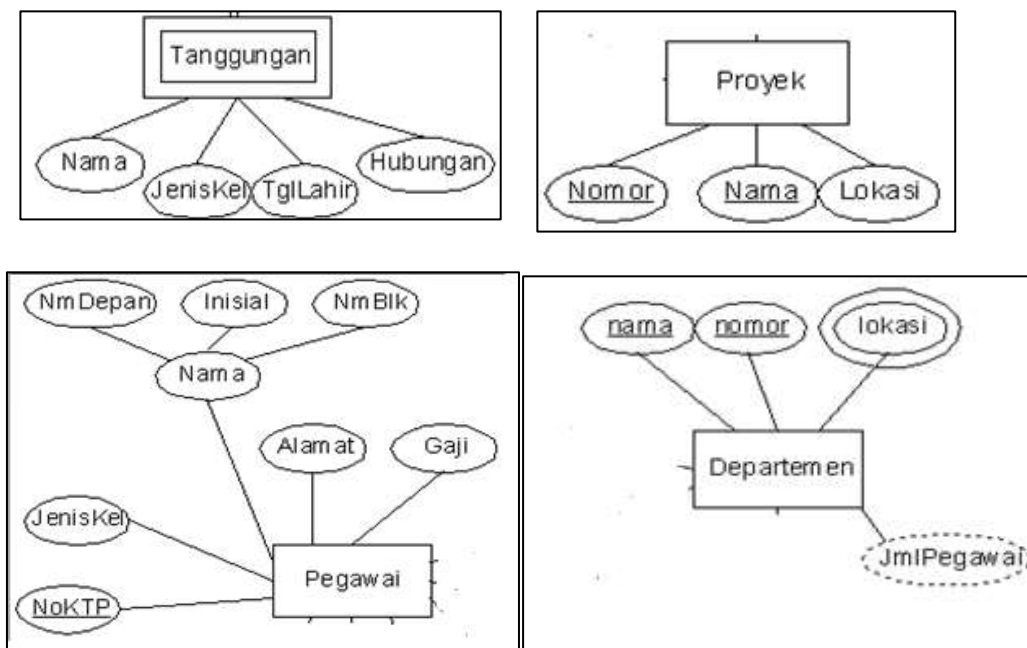 Tanggungan
Nama
JenisKel
TglLahir
Hubungan
Proyek
Nomor
Nama
Lokasi
NmDepan
Inisial
NmBlk
Nama
Alamat
Gaji
JenisKel
NoKTP
Pegawai
nama
nomor
lokasi
Departemen
JmlPegawai